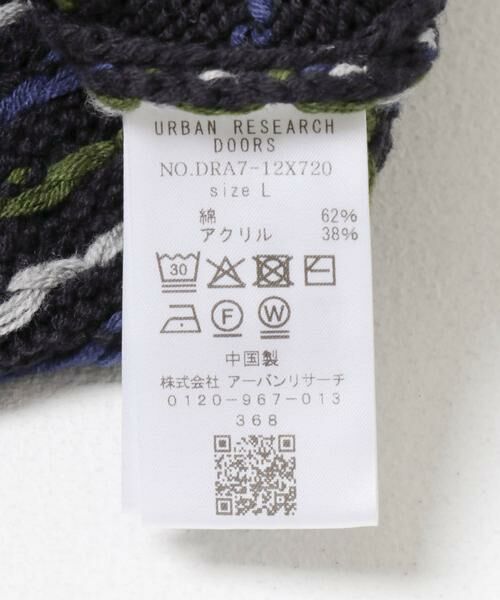 URBAN RESEARCH
DOORS
NO.DRA7-12X720
size L
綿 62%
アクリル 38%
30
F W
中国製
株式会社 アーバンリサーチ
0120-967-013
368